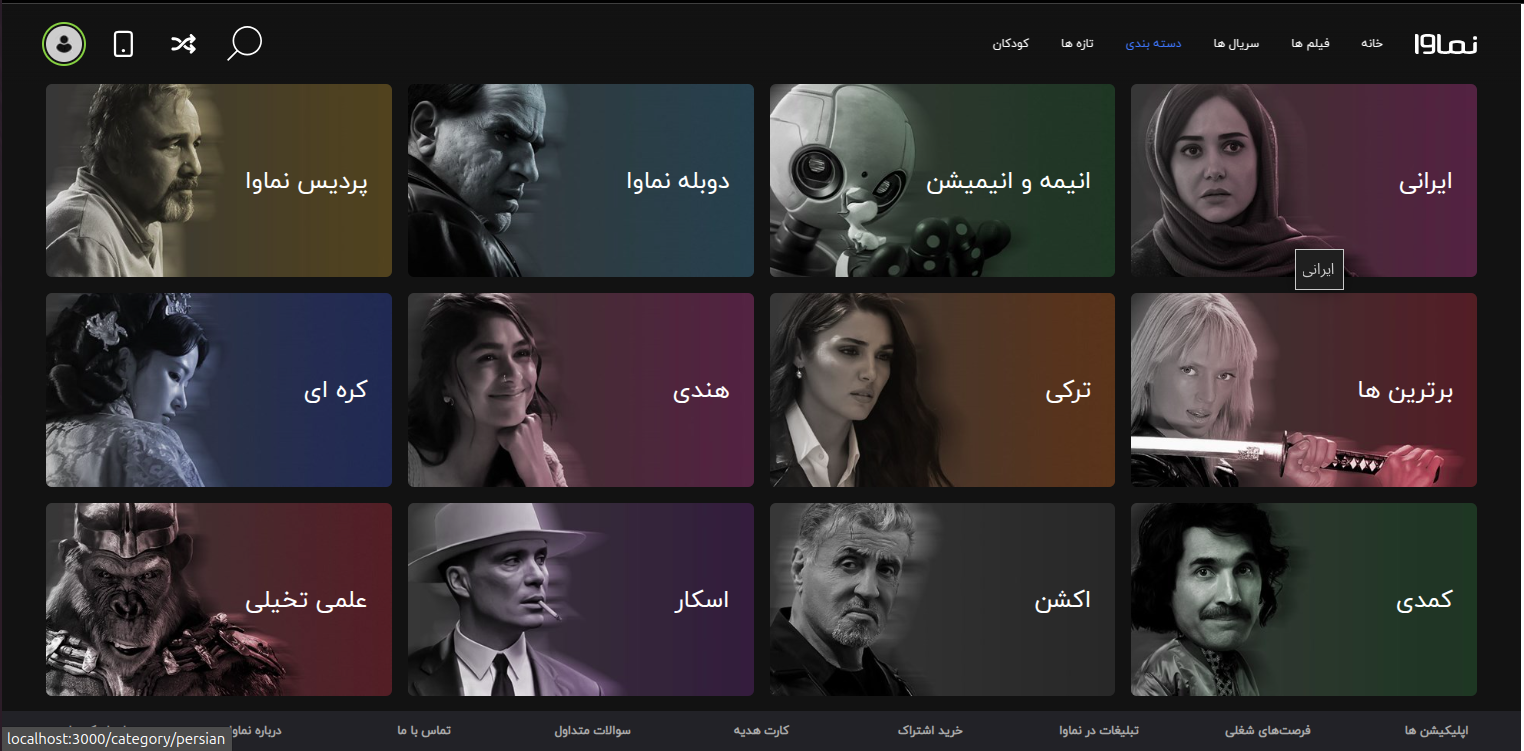 نماوا
خانه
فیلم ها
سریال ها
دسته بندی
تازه ها
کودکان
ایرانی
انیمه و انیمیشن
دوبله نماوا
پردیس نماوا
ایرانی
برترین ها
ترکی
هندی
کره ای
کمدی
اکشن
اسکار
علمی تخیلی
اپلیکیشن ها
فرصت‌های شغلی
تبلیغات در نماوا
خرید اشتراک
کارت هدیه
سوالات متداول
تماس با ما
درباره نماوا
localhost:3000/category/persian